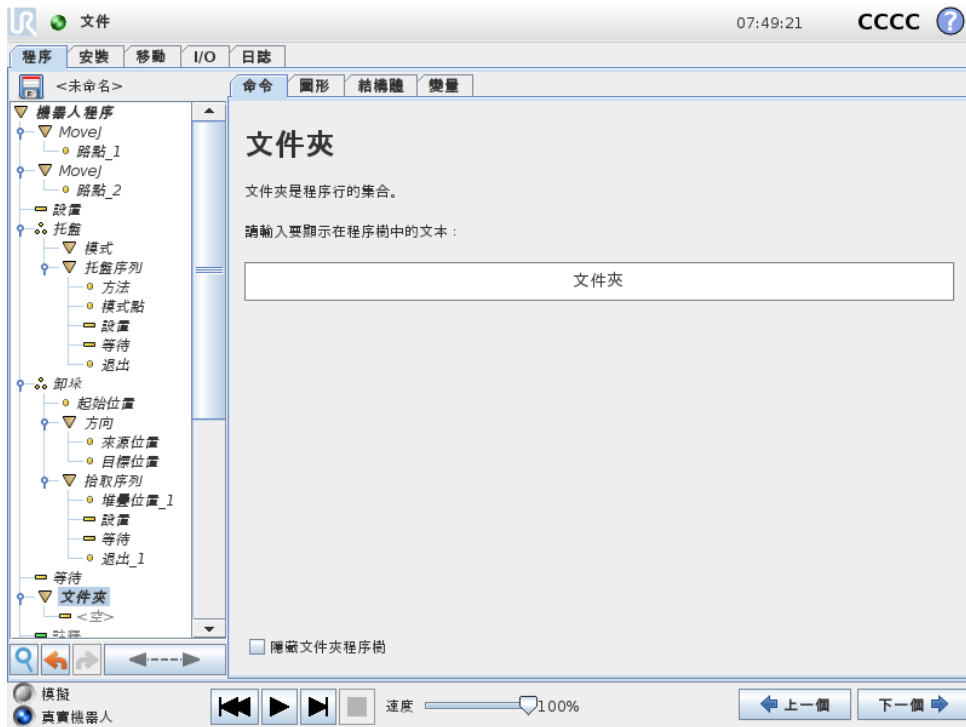 UR 文件 07:49:21 CCCC ?
程序 安裝 移動 I/O 日誌
<未命名> 命令 圖形 結構體 變量
機器人程序
MoveJ
路點_1
MoveJ
路點_2
設置
托盤
模式
托盤序列
方法
模式點
設置
等待
退出
卸垛
起始位置
方向
來源位置
目標位置
拾取序列
堆疊位置_1
設置
等待
退出_1
等待
文件夾
<空>
註釋
文件夾
文件夾是程序行的集合。
請輸入要顯示在程序樹中的文本：
文件夾
隱藏文件夾程序樹
模擬
真實機器人
速度 100% 上一個 下一個